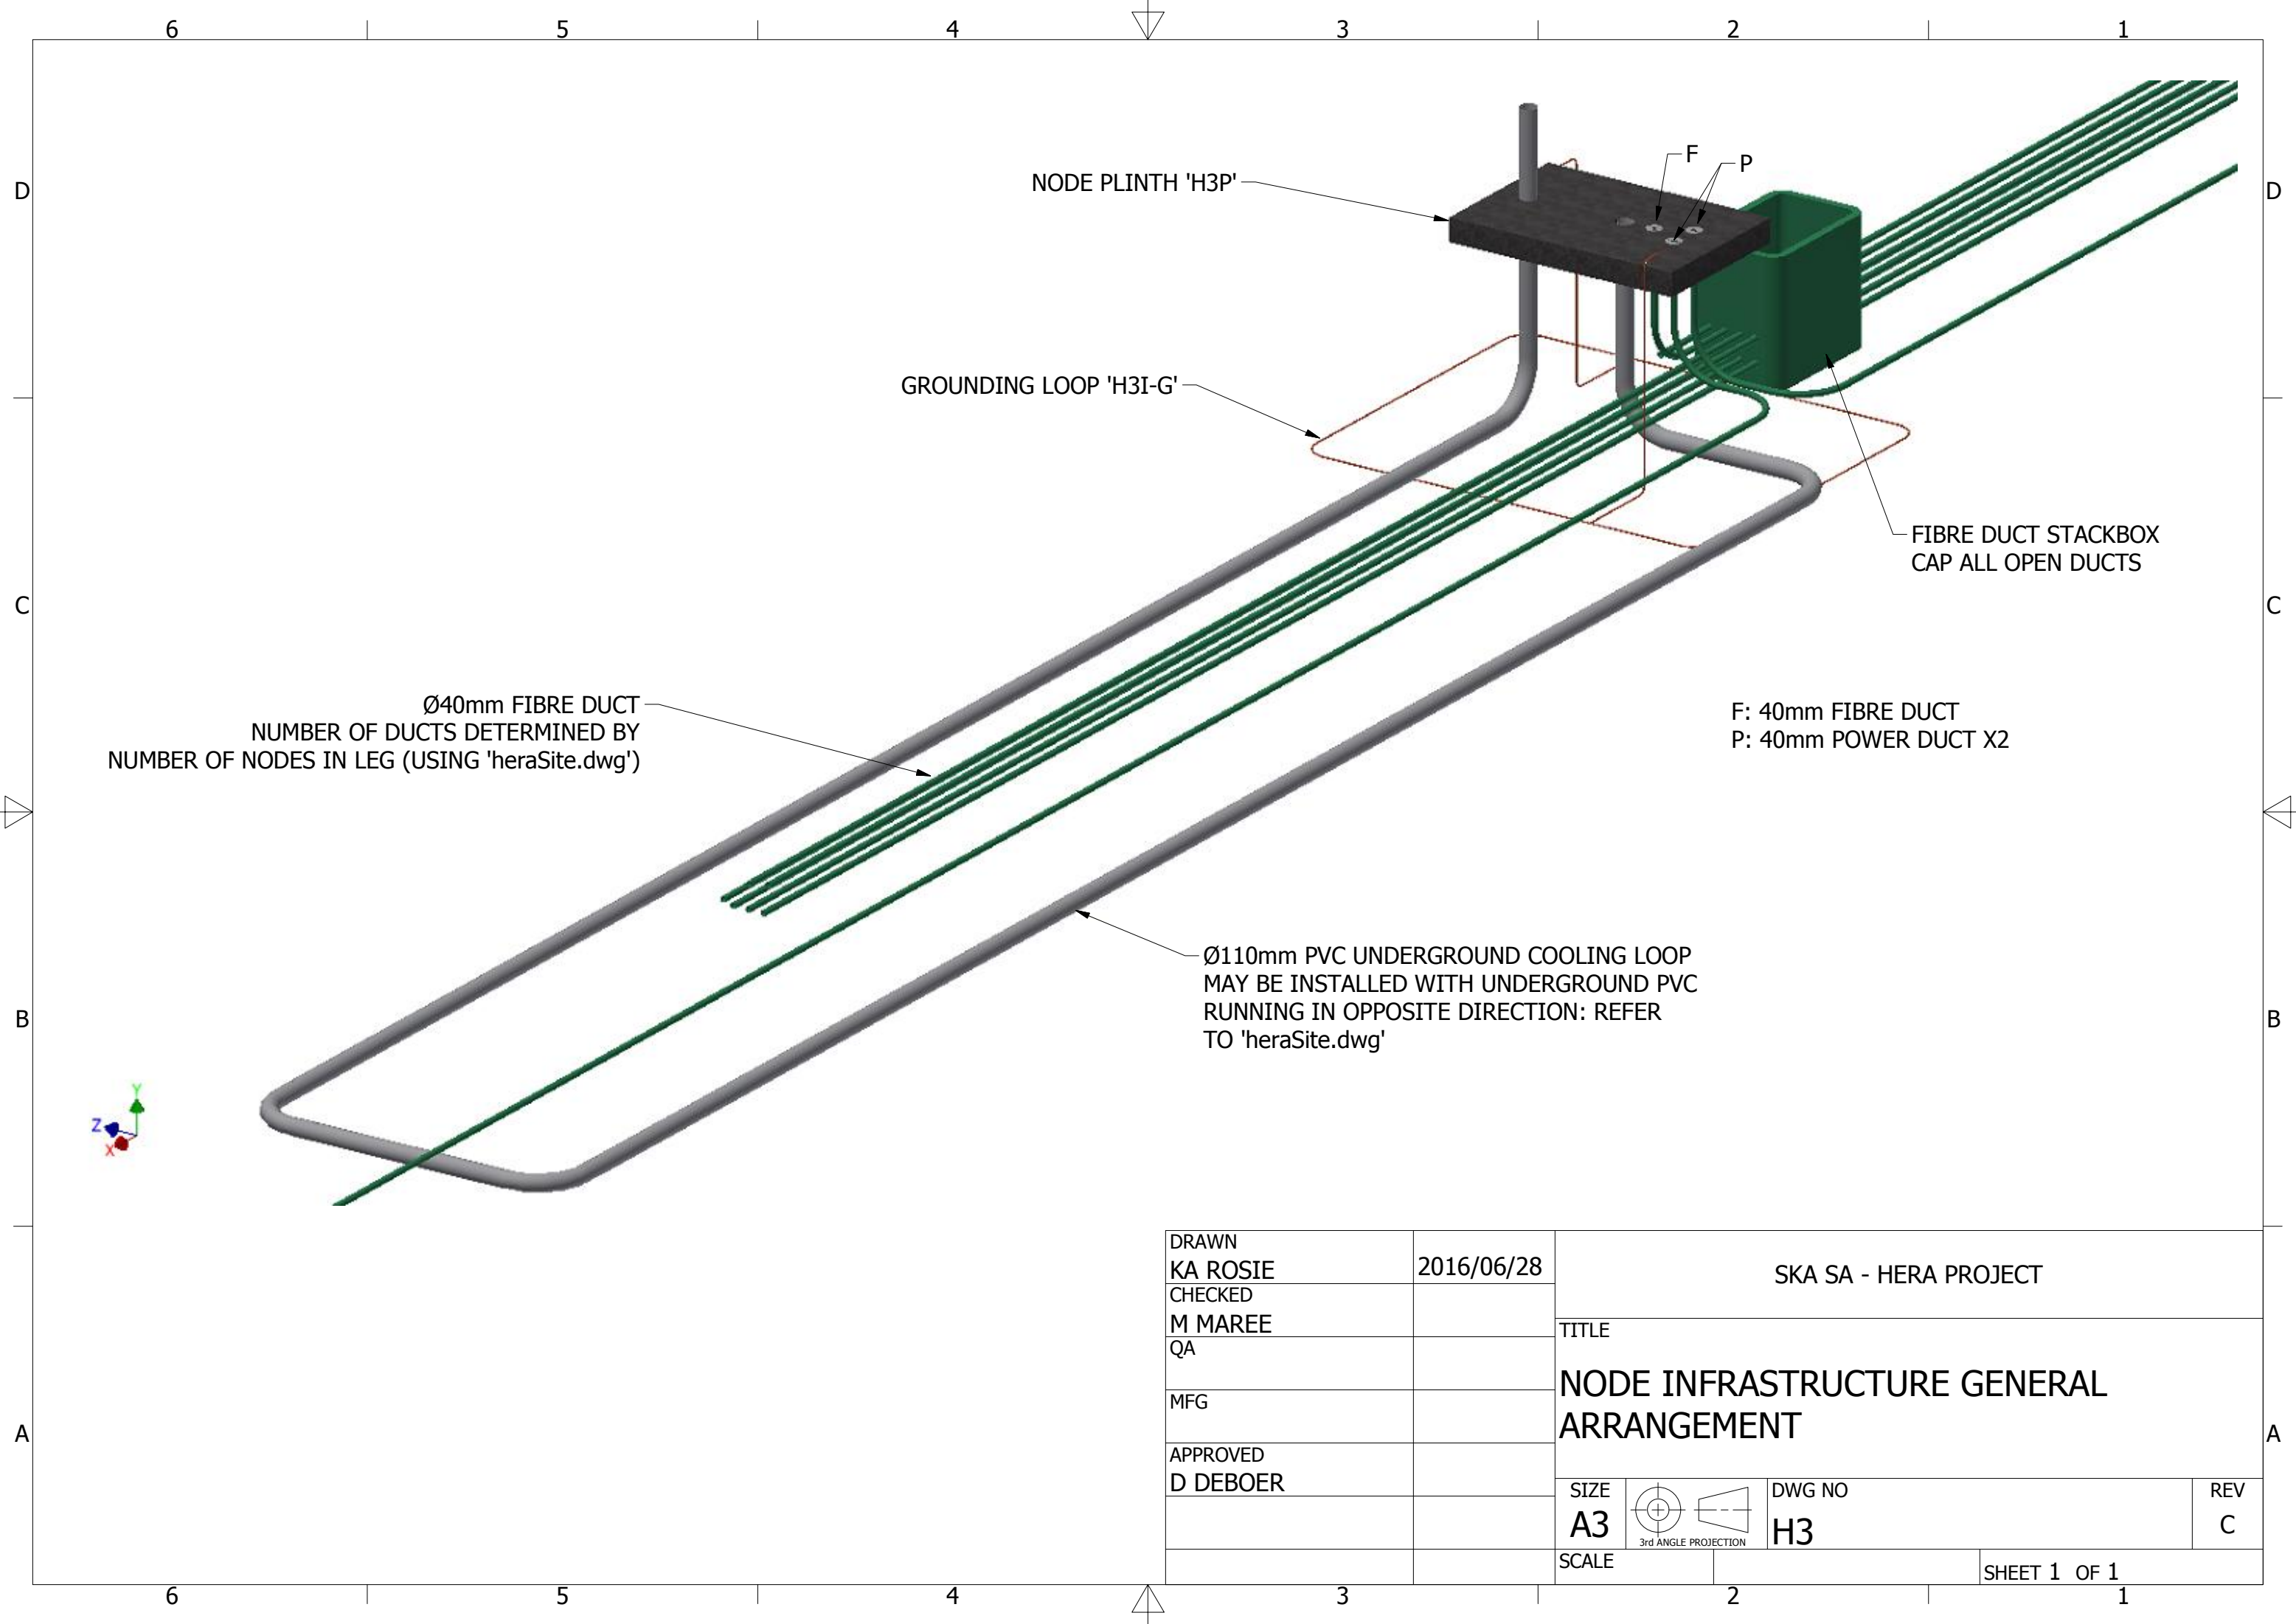 6 5 4 3 2 1
D
D
F
P
NODE PLINTH 'H3P'
GROUNDING LOOP 'H3I-G'
FIBRE DUCT STACKBOX
CAP ALL OPEN DUCTS
C
C
Ø40mm FIBRE DUCT
NUMBER OF DUCTS DETERMINED BY
NUMBER OF NODES IN LEG (USING 'heraSite.dwg')
F: 40mm FIBRE DUCT
P: 40mm POWER DUCT X2
Ø110mm PVC UNDERGROUND COOLING LOOP
MAY BE INSTALLED WITH UNDERGROUND PVC
RUNNING IN OPPOSITE DIRECTION: REFER
TO 'heraSite.dwg'
B
B
Y
Z
X
A
A
DRAWN
KA ROSIE
2016/06/28
CHECKED
M MAREE
QA
MFG
APPROVED
D DEBOER
SKA SA - HERA PROJECT
TITLE
NODE INFRASTRUCTURE GENERAL
ARRANGEMENT
SIZE
A3
3rd ANGLE PROJECTION
DWG NO
H3
REV
C
SCALE
SHEET 1 OF 1
6 5 4 3 2 1